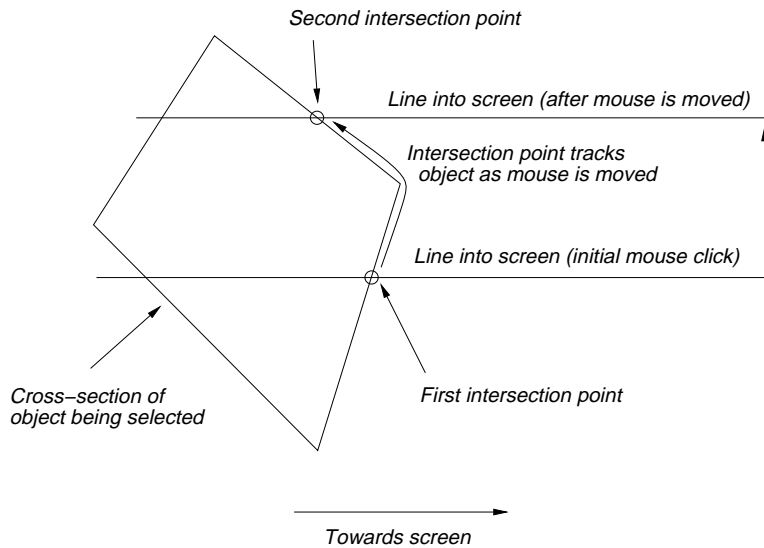 Second intersection point
Line into screen (after mouse is moved)
Intersection point tracks
object as mouse is moved
Line into screen (initial mouse click)
Cross−section of
object being selected
First intersection point
Towards screen